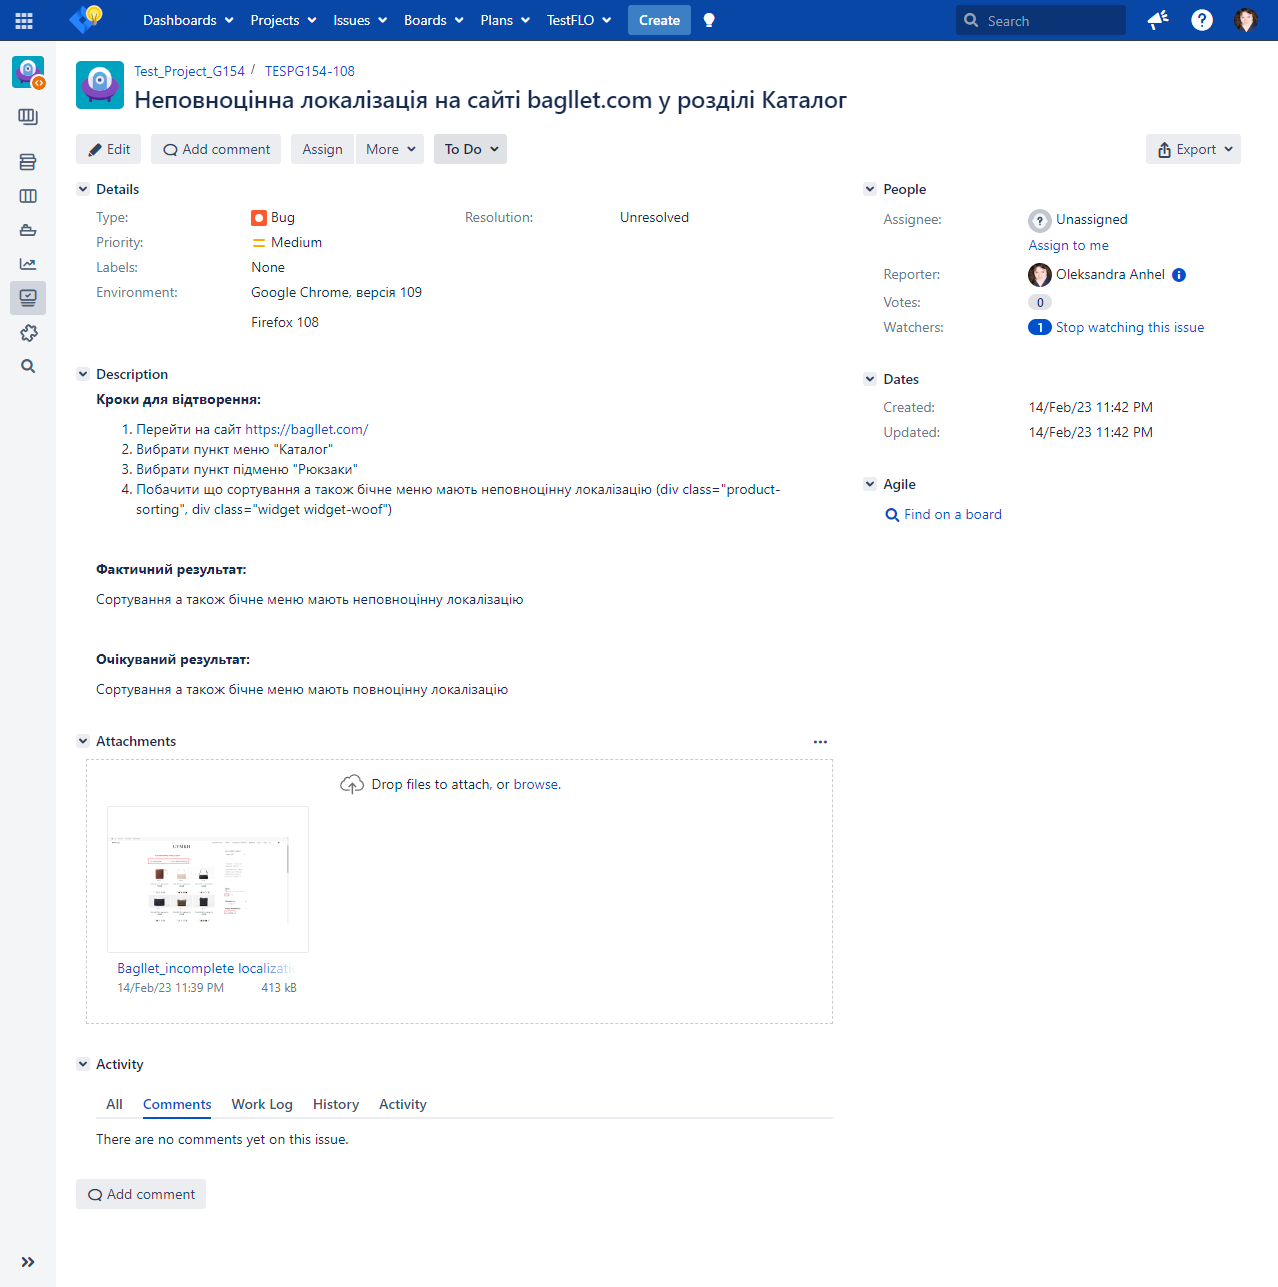 Dashboards Projects Issues Boards Plans TestFLO Create Search
Test_Project_G154 / TESPG154-108
Неповноцінна локалізація на сайті bagllet.com у розділі Каталог
Edit Add comment Assign More To Do Export
Details
Type: Bug Resolution: Unresolved
Priority: Medium
Labels: None
Environment: Google Chrome, версія 109
Firefox 108
Description
Кроки для відтворення:
1. Перейти на сайт https://bagllet.com/
2. Вибрати пункт меню "Каталог"
3. Вибрати пункт підменю "Рюкзаки"
4. Побачити що сортування а також бічне меню мають неповноцінну локалізацію (div class="product-
sorting", div class="widget widget-woof")
Фактичний результат:
Сортування а також бічне меню мають неповноцінну локалізацію
Очікуваний результат:
Сортування а також бічне меню мають повноцінну локалізацію
Attachments
Drop files to attach, or browse.
СУМКИ
Bagllet_incomplete localizati
14/Feb/23 11:39 PM 413 kB
Activity
All Comments Work Log History Activity
There are no comments yet on this issue.
Add comment
People
Assignee: Unassigned
Assign to me
Reporter: Oleksandra Anhel
Votes: 0
Watchers: 1 Stop watching this issue
Dates
Created: 14/Feb/23 11:42 PM
Updated: 14/Feb/23 11:42 PM
Agile
Find on a board